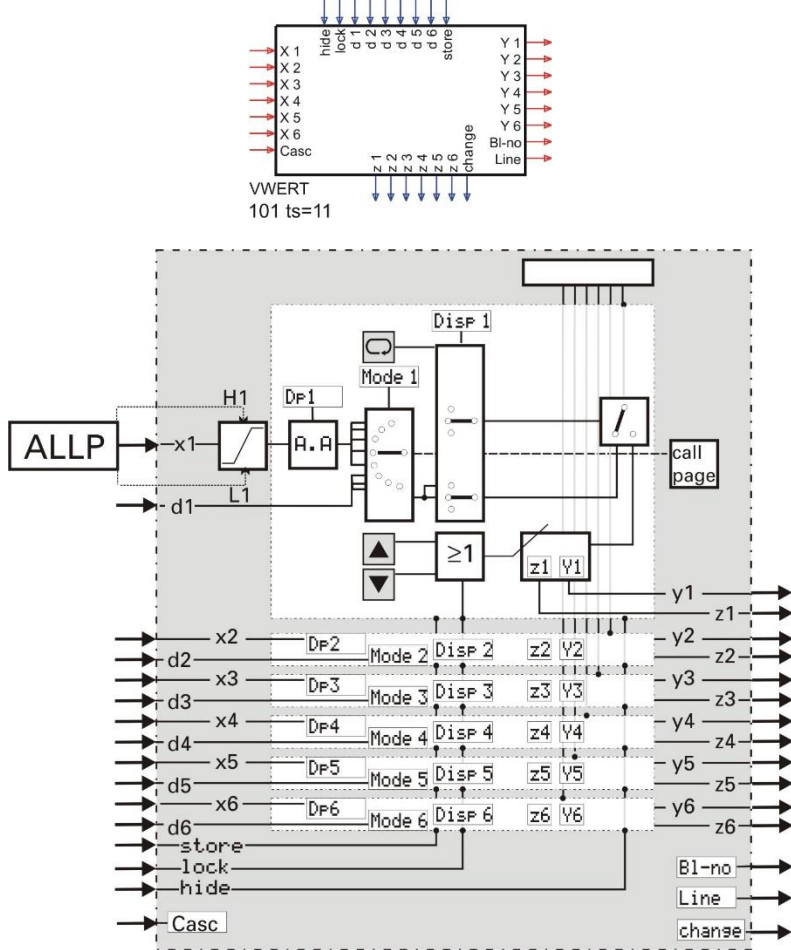 hide lock d 1 d 2 d 3 d 4 d 5 d 6 store
X 1 Y 1
X 2 Y 2
X 3 Y 3
X 4 Y 4
X 5 Y 5
X 6 Y 6
Casc Bl-no
Line
z 1 z 2 z 3 z 4 z 5 z 6 change
VWERT
101 ts=11
Disp 1
Mode 1
H1 Dp1
ALLP x1 A.A call page
L1
d1
≥1 z1 Y1
y1
z1
x2 Dp2 Disp 2 z2 Y2 y2
d2 Mode 2 z2
x3 Dp3 Disp 3 z3 Y3 y3
d3 Mode 3 z3
x4 Dp4 Disp 4 z4 Y4 y4
d4 Mode 4 z4
x5 Dp5 Disp 5 z5 Y5 y5
d5 Mode 5 z5
x6 Dp6 Disp 6 z6 Y6 y6
d6 Mode 6 z6
store
lock Bl-no
hide
Line
Casc change